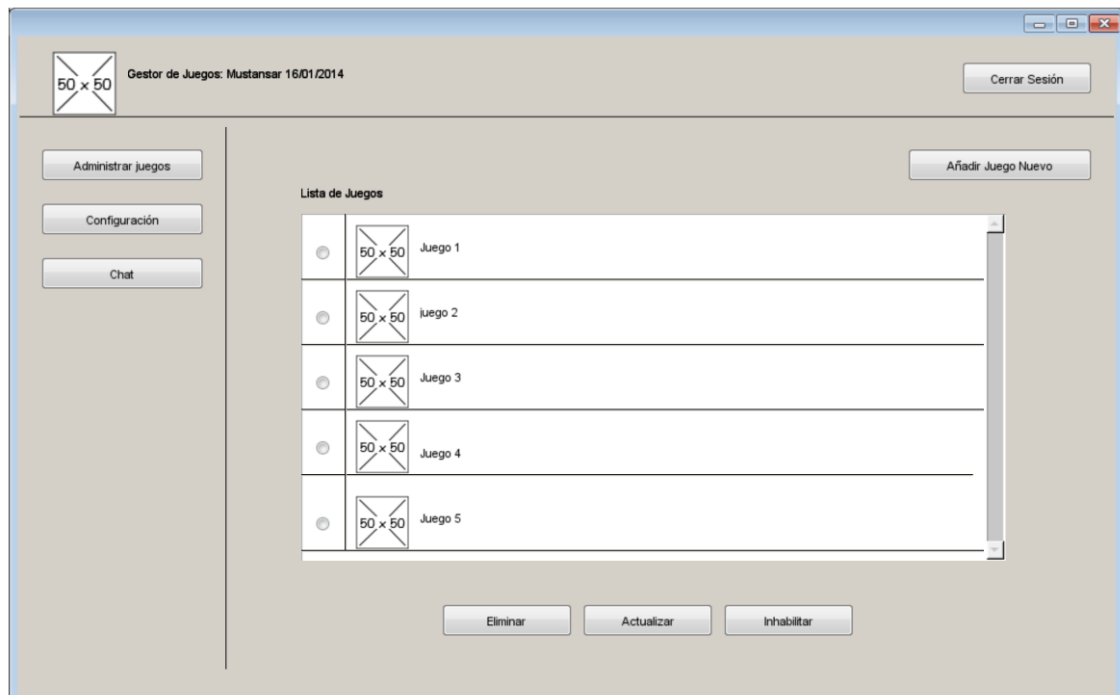 50 x 50
Gestor de Juegos: Mustansar 16/01/2014
Cerrar Sesión
Administrar juegos
Configuración
Chat
Añadir Juego Nuevo
Lista de Juegos
50 x 50 Juego 1
50 x 50 juego 2
50 x 50 Juego 3
50 x 50 Juego 4
50 x 50 Juego 5
Eliminar Actualizar Inhabilitar